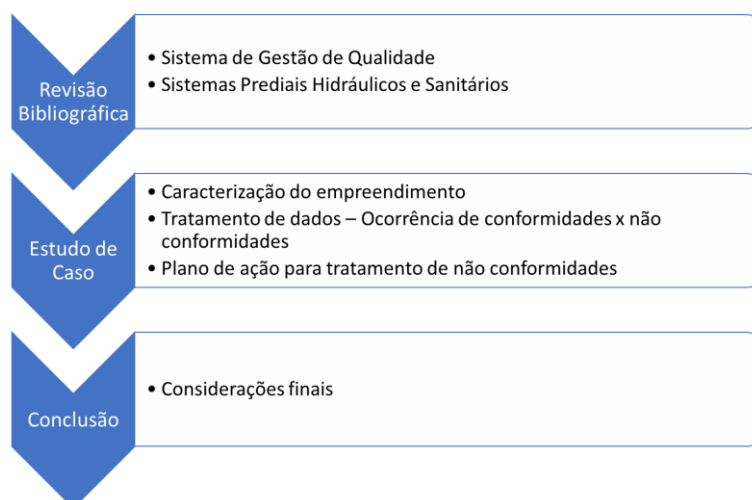 Revisão
Bibliográfica
• Sistema de Gestão de Qualidade
• Sistemas Prediais Hidráulicos e Sanitários
Estudo de
Caso
• Caracterização do empreendimento
• Tratamento de dados – Ocorrência de conformidades x não
conformidades
• Plano de ação para tratamento de não conformidades
Conclusão
• Considerações finais